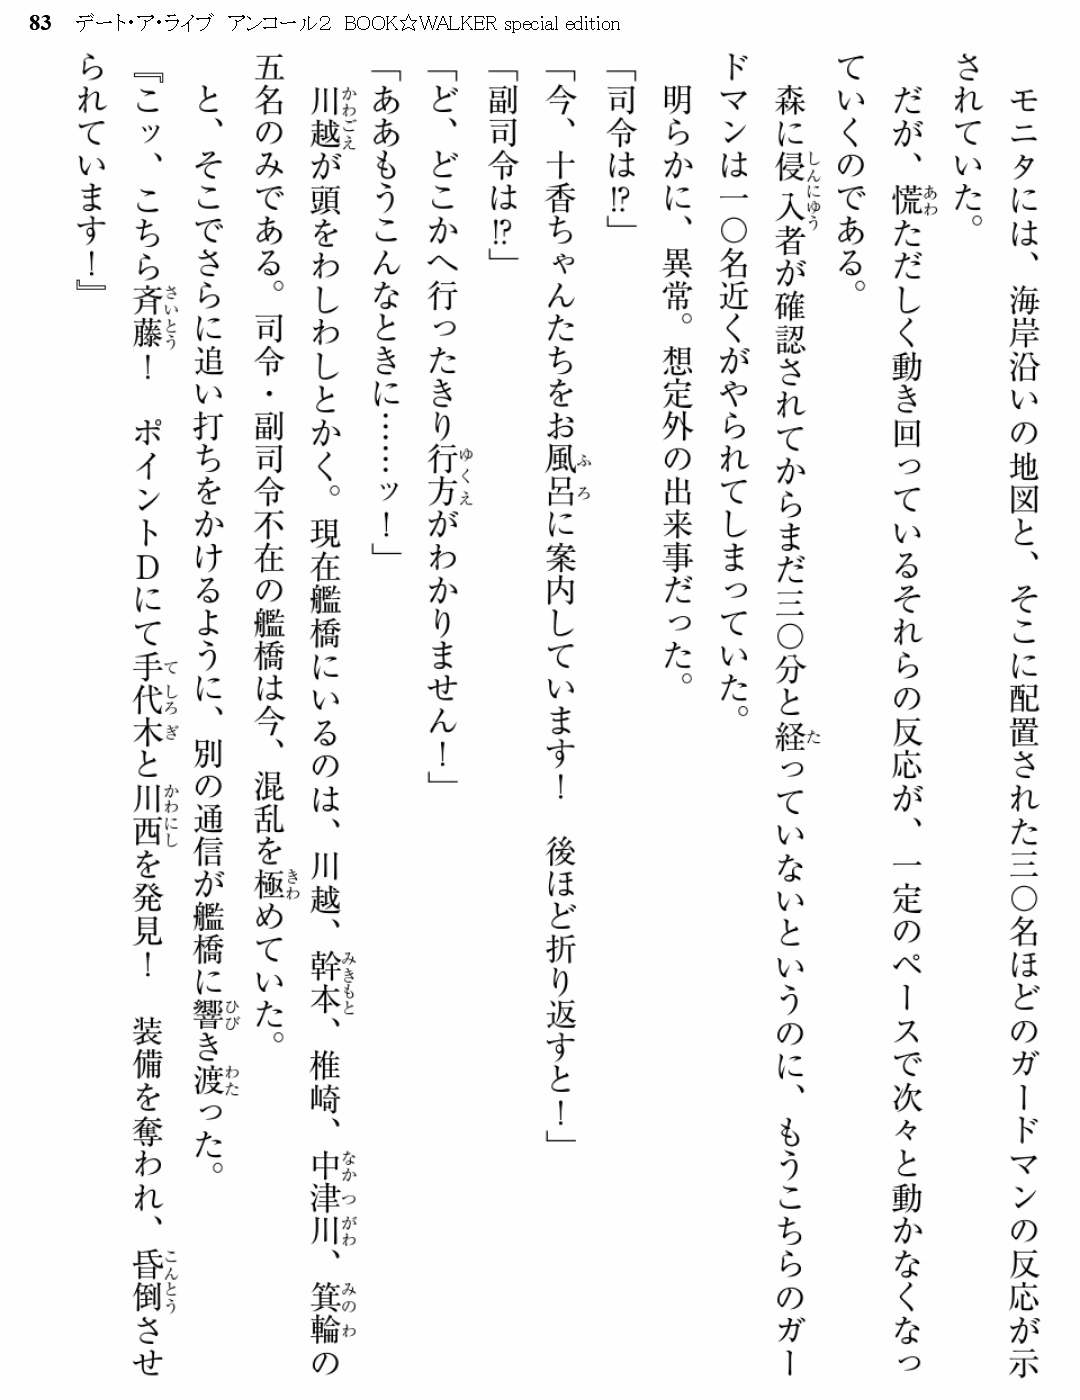 83 デート・ア・ライブ アンコール2 BOOK☆WALKER special edition
　モニタには、海岸沿いの地図と、そこに配置された三〇名ほどのガードマンの反応が示
されていた。
　だが、慌ただしく動き回っているそれらの反応が、一定のペースで次々と動かなくなっ
ていくのである。
　森に侵入者が確認されてからまだ三〇分と経っていないというのに、もうこちらのガー
ドマンは一〇名近くがやられてしまっていた。
　明らかに、異常。想定外の出来事だった。
「司令は!?」
「今、十香ちゃんたちをお風呂に案内しています！　後ほど折り返すと！」
「副司令は!?」
「ど、どこかへ行ったきり行方がわかりません！」
「ああもうこんなときに……ッ！」
　川越が頭をわしわしとかく。現在艦橋にいるのは、川越、幹本、椎崎、中津川、箕輪の
五名のみである。司令・副司令不在の艦橋は今、混乱を極めていた。
　と、そこでさらに追い打ちをかけるように、別の通信が艦橋に響き渡った。
『こッ、こちら斉藤！　ポイントDにて手代木と川西を発見！　装備を奪われ、昏倒させ
られています！』